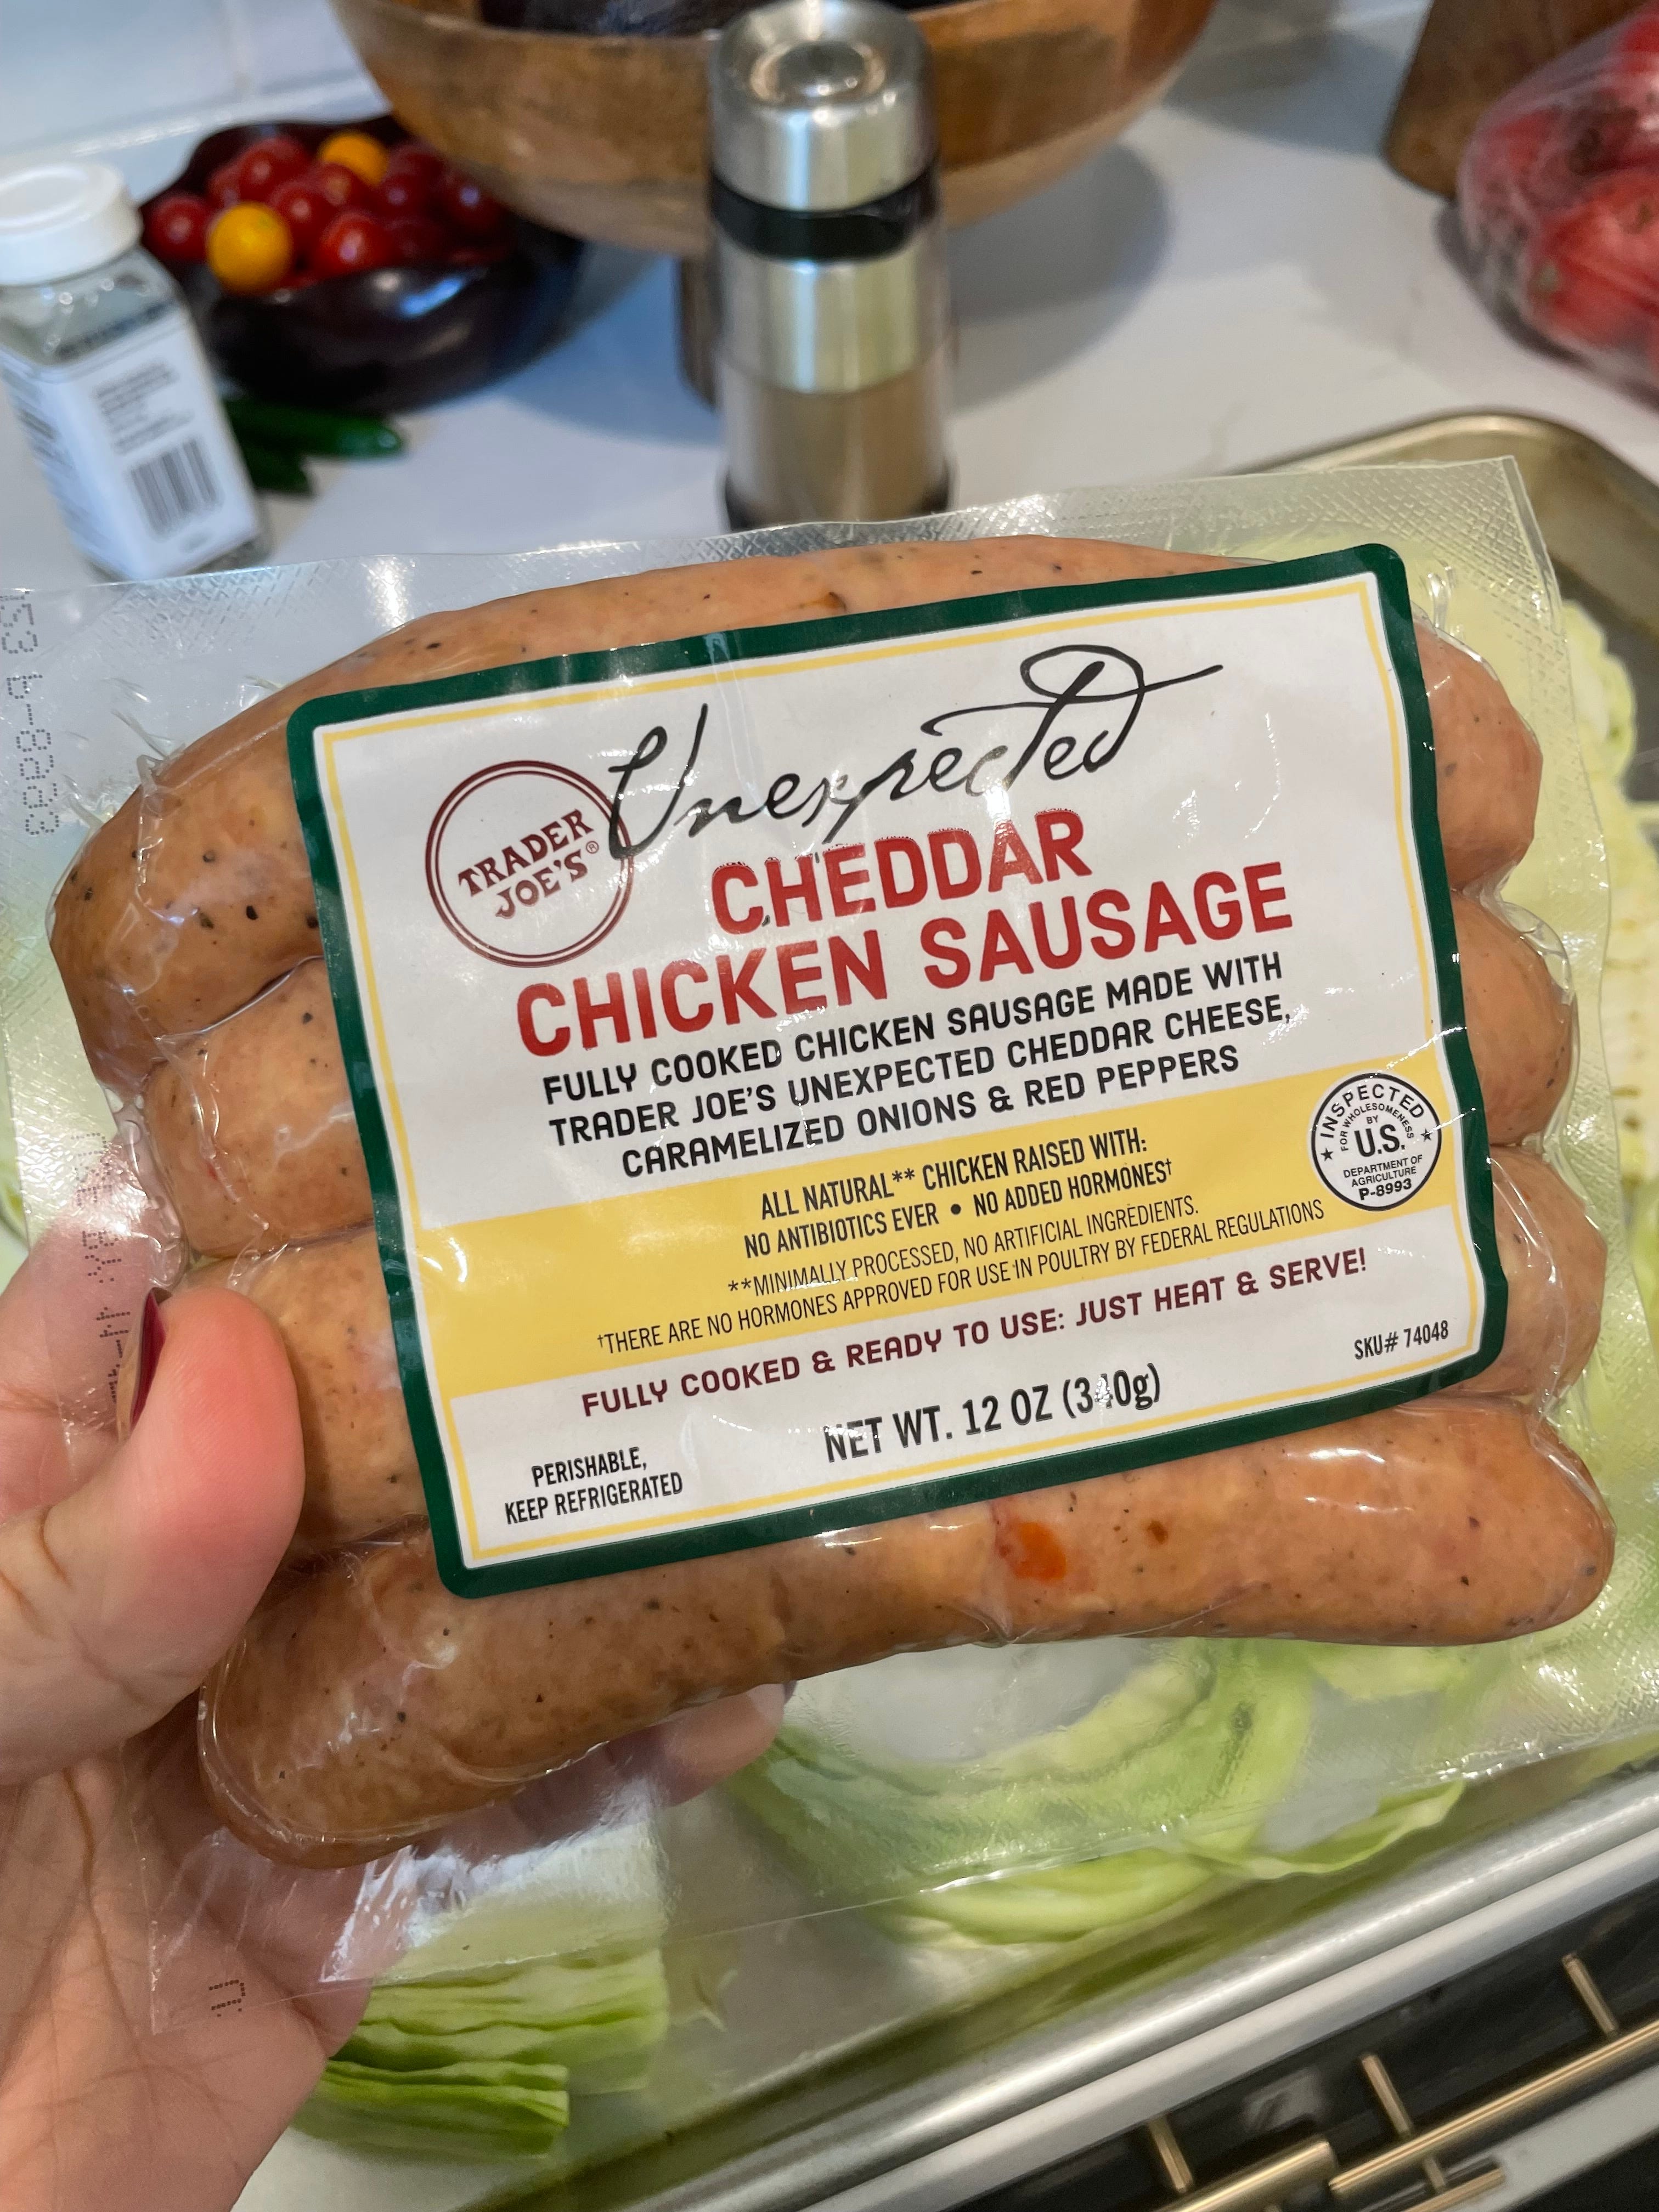 Unexpected
TRADER
JOE'S®
CHEDDAR
CHICKEN SAUSAGE
FULLY COOKED CHICKEN SAUSAGE MADE WITH
TRADER JOE'S UNEXPECTED CHEDDAR CHEESE,
CARAMELIZED ONIONS & RED PEPPERS
ALL NATURAL** CHICKEN RAISED WITH:
NO ANTIBIOTICS EVER • NO ADDED HORMONES†
**MINIMALLY PROCESSED, NO ARTIFICIAL INGREDIENTS.
†THERE ARE NO HORMONES APPROVED FOR USE IN POULTRY BY FEDERAL REGULATIONS
INSPECTED
FOR WHOLESOMENESS
BY
U.S.
DEPARTMENT OF
AGRICULTURE
P-8993
FULLY COOKED & READY TO USE: JUST HEAT & SERVE!
SKU# 74048
NET WT. 12 OZ (340g)
PERISHABLE,
KEEP REFRIGERATED
P-8993